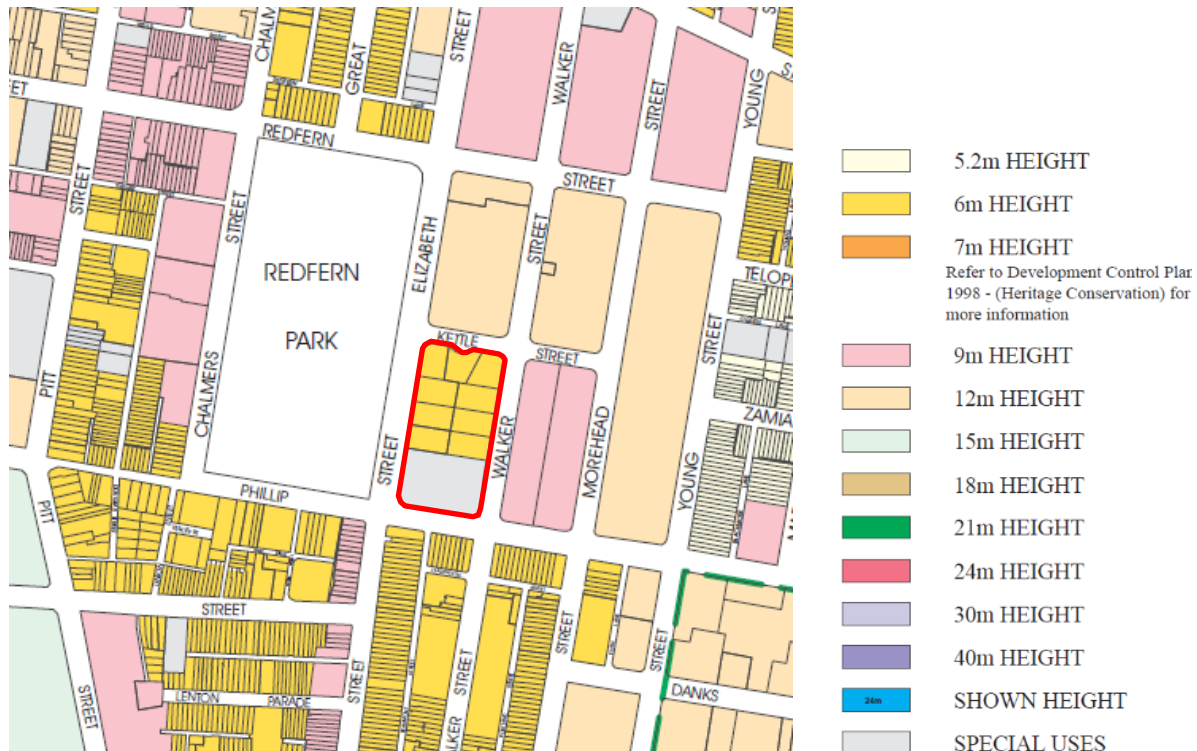 CHALM
GREAT
STREET
WALKER
STREET
YOUNG
ET
REDFERN
STREET
STREET
STREET
ELIZABETH
STREET
REDFERN
PARK
TELOPE
KETTLE
STREET
STREET
PITT
CHALMERS
STREET
WALKER
MOREHEAD
YOUNG
ZAMIA
PHILLIP
PITT
STREET
STREET
STREET
STREET
STREET
LENTON
PARADE
STREET
DANKS
ALKER
5.2m HEIGHT
6m HEIGHT
7m HEIGHT
Refer to Development Control Plan
1998 - (Heritage Conservation) for
more information
9m HEIGHT
12m HEIGHT
15m HEIGHT
18m HEIGHT
21m HEIGHT
24m HEIGHT
30m HEIGHT
40m HEIGHT
24m
SHOWN HEIGHT
SPECIAL USES